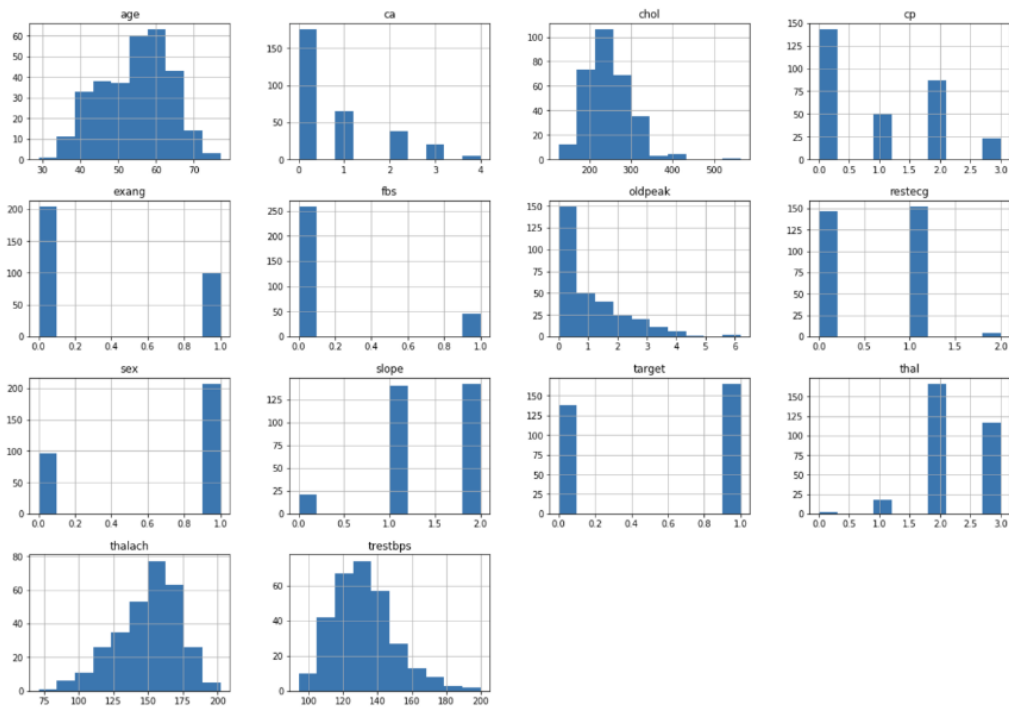 age
60
50
40
30
20
10
0
30 40 50 60 70
ca
150
100
50
0
0 1 2 3 4
chol
100
80
60
40
20
0
200 300 400 500
cp
150
125
100
75
50
25
0
0.0 0.5 1.0 1.5 2.0 2.5 3.0
exang
200
150
100
50
0
0.0 0.2 0.4 0.6 0.8 1.0
fbs
250
200
150
100
50
0
0.0 0.2 0.4 0.6 0.8 1.0
oldpeak
150
125
100
75
50
25
0
0 1 2 3 4 5 6
restecg
150
125
100
75
50
25
0
0.0 0.5 1.0 1.5 2.0
sex
200
150
100
50
0
0.0 0.2 0.4 0.6 0.8 1.0
slope
125
100
75
50
25
0
0.0 0.5 1.0 1.5 2.0
target
150
125
100
75
50
25
0
0.0 0.2 0.4 0.6 0.8 1.0
thal
150
125
100
75
50
25
0
0.0 0.5 1.0 1.5 2.0 2.5 3.0
thalach
80
60
40
20
0
75 100 125 150 175 200
trestbps
60
40
20
0
100 120 140 160 180 200